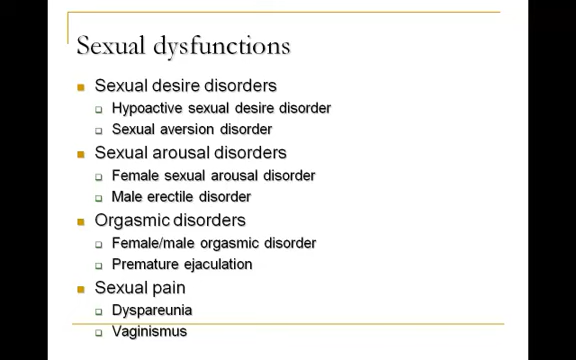 Sexual dysfunctions
Sexual desire disorders
Hypoactive sexual desire disorder
Sexual aversion disorder
Sexual arousal disorders
Female sexual arousal disorder
Male erectile disorder
Orgasmic disorders
Female/male orgasmic disorder
Premature ejaculation
Sexual pain
Dyspareunia
Vaginismus